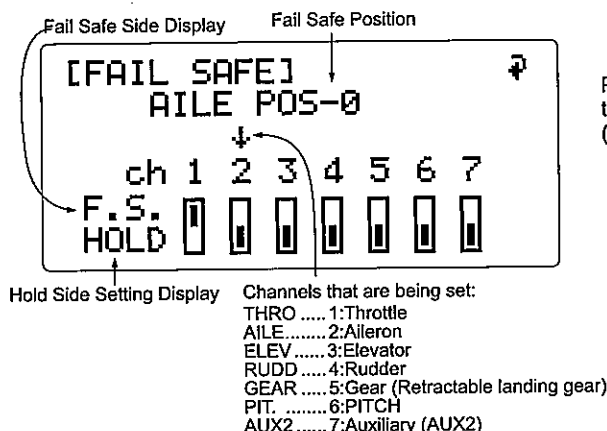 Fail Safe Side Display
Fail Safe Position
[FAIL SAFE]
AILE POS-0
ch 1 2 3 4 5 6 7
F.S.
HOLD
Hold Side Setting Display
Channels that are being set:
THRO ..... 1:Throttle
AILE........ 2:Aileron
ELEV ...... 3:Elevator
RUDD ..... 4:Rudder
GEAR ..... 5:Gear (Retractable landing gear)
PIT. ........ 6:PITCH
AUX2 ...... 7:Auxiliary (AUX2)